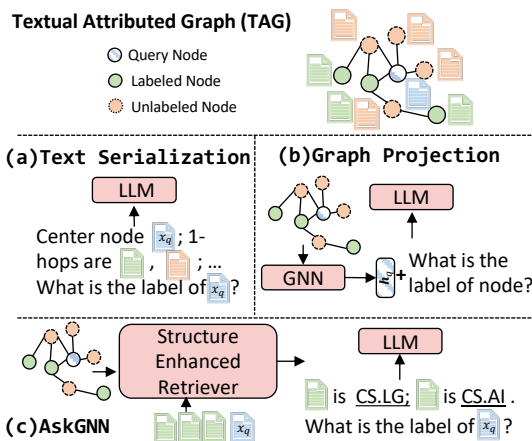 Textual Attributed Graph (TAG)
Query Node
Labeled Node
Unlabeled Node
(a)Text Serialization
LLM
Center node x_q ; 1-
hops are , ; ...
What is the label of x_q ?
(b)Graph Projection
LLM
GNN
h_q +
What is the
label of node?
(c)AskGNN
Structure
Enhanced
Retriever
x_q
LLM
is CS.LG; is CS.AI .
What is the label of x_q ?